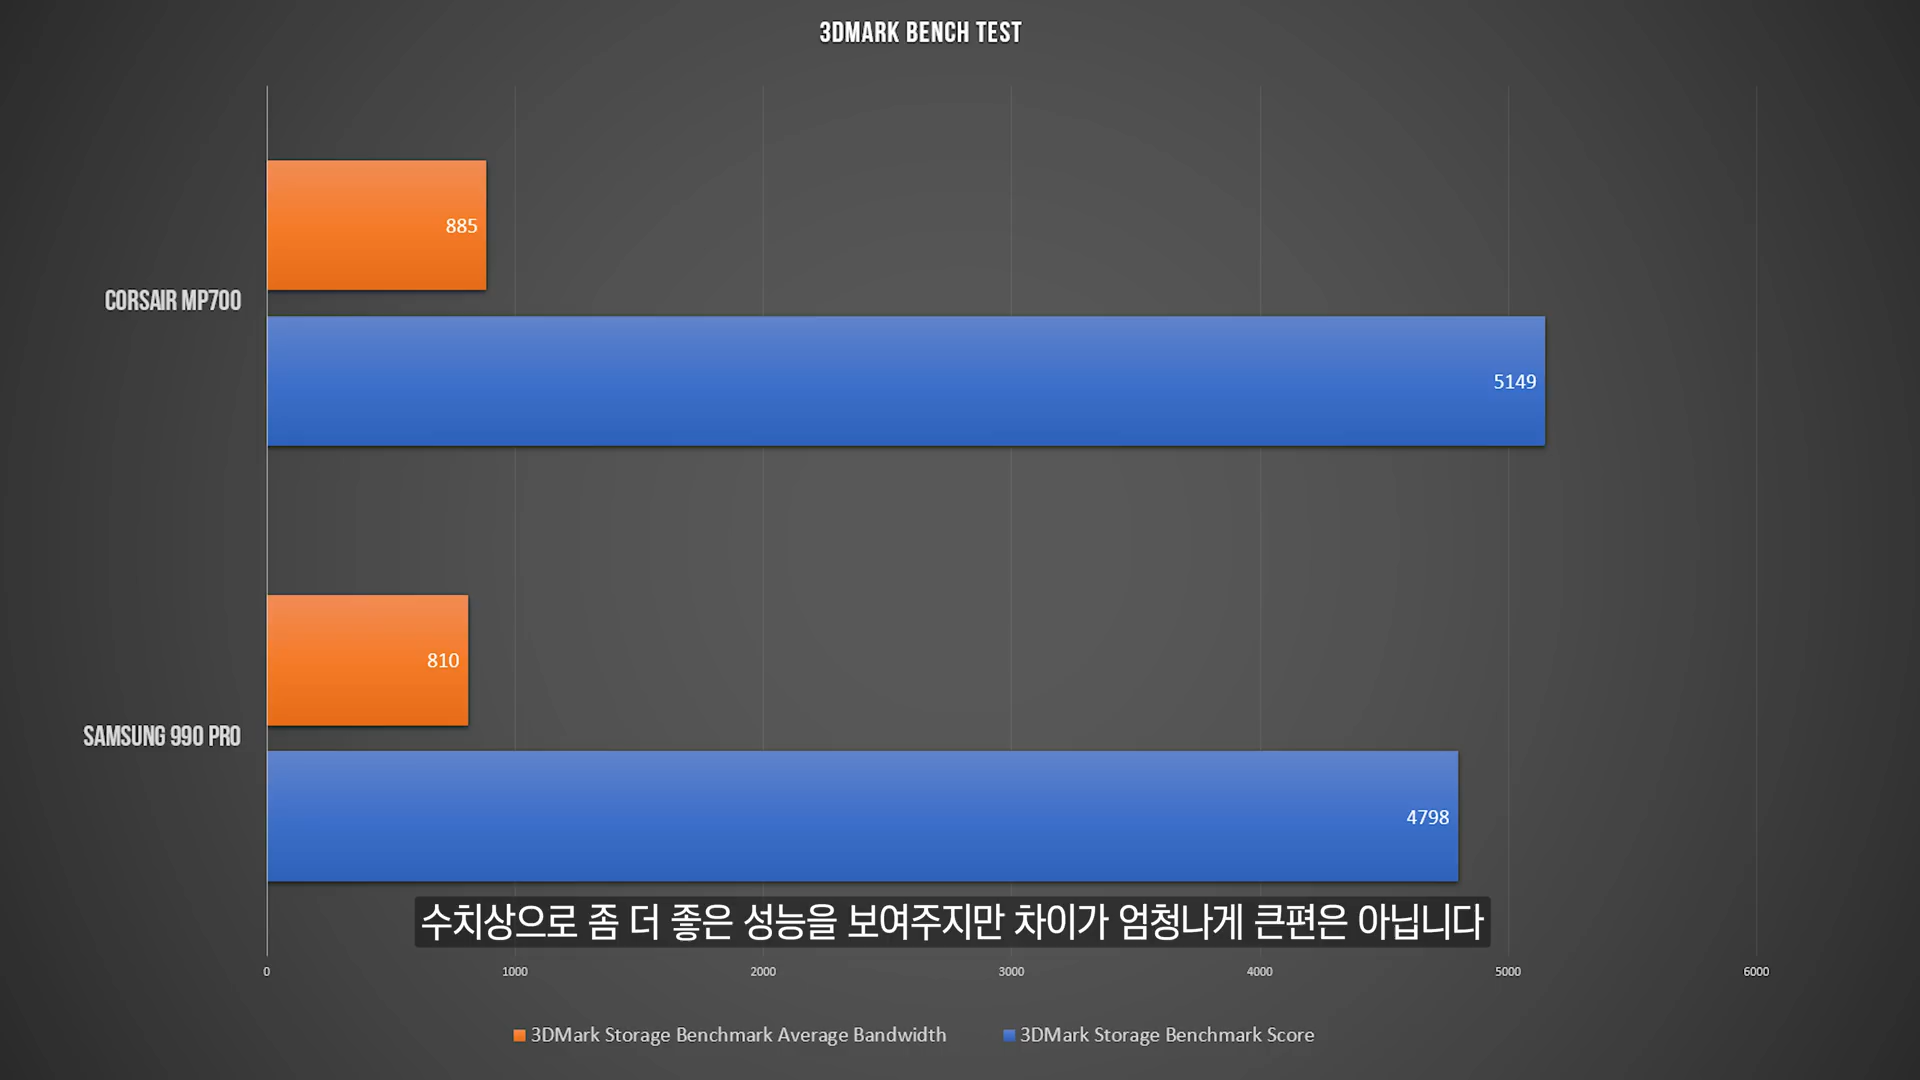 3DMARK BENCH TEST
885
CORSAIR MP700
5149
810
SAMSUNG 990 PRO
4798
수치상으로 좀 더 좋은 성능을 보여주지만 차이가 엄청나게 큰편은 아닙니다
0 1000 2000 3000 4000 5000 6000
3DMark Storage Benchmark Average Bandwidth 3DMark Storage Benchmark Score